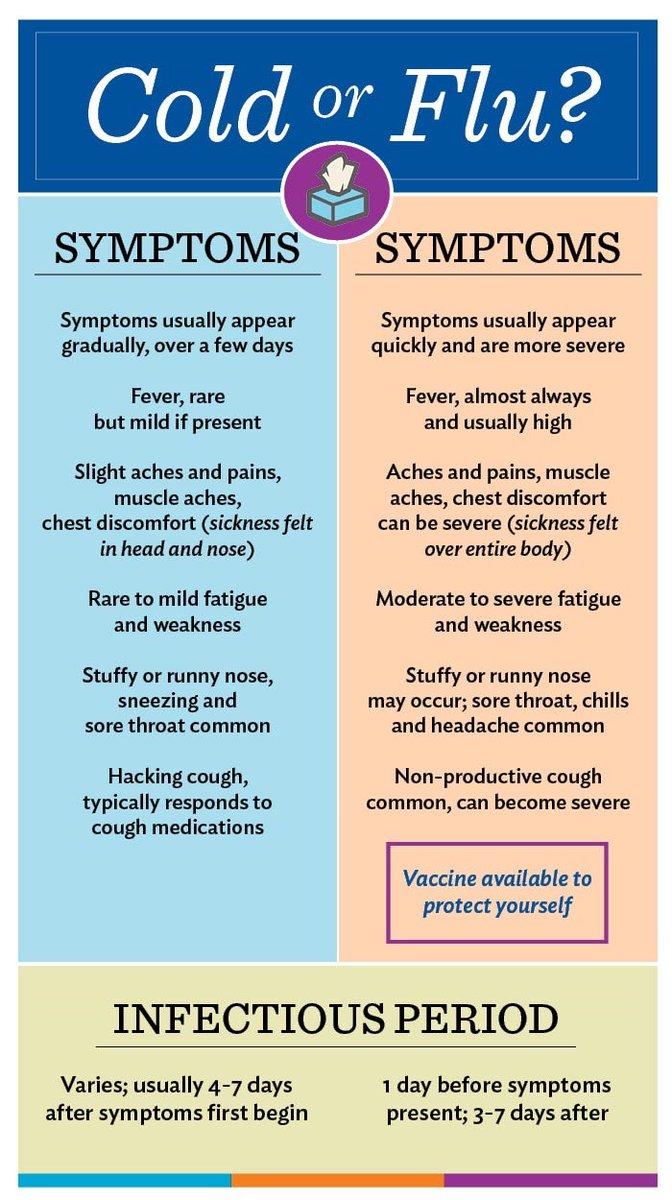 Cold or Flu?
SYMPTOMS
Symptoms usually appear
gradually, over a few days
Fever, rare
but mild if present
Slight aches and pains,
muscle aches,
chest discomfort (sickness felt
in head and nose)
Rare to mild fatigue
and weakness
Stuffy or runny nose,
sneezing and
sore throat common
Hacking cough,
typically responds to
cough medications
SYMPTOMS
Symptoms usually appear
quickly and are more severe
Fever, almost always
and usually high
Aches and pains, muscle
aches, chest discomfort
can be severe (sickness felt
over entire body)
Moderate to severe fatigue
and weakness
Stuffy or runny nose
may occur; sore throat, chills
and headache common
Non-productive cough
common, can become severe
Vaccine available to
protect yourself
INFECTIOUS PERIOD
Varies; usually 4-7 days
after symptoms first begin
1 day before symptoms
present; 3-7 days after